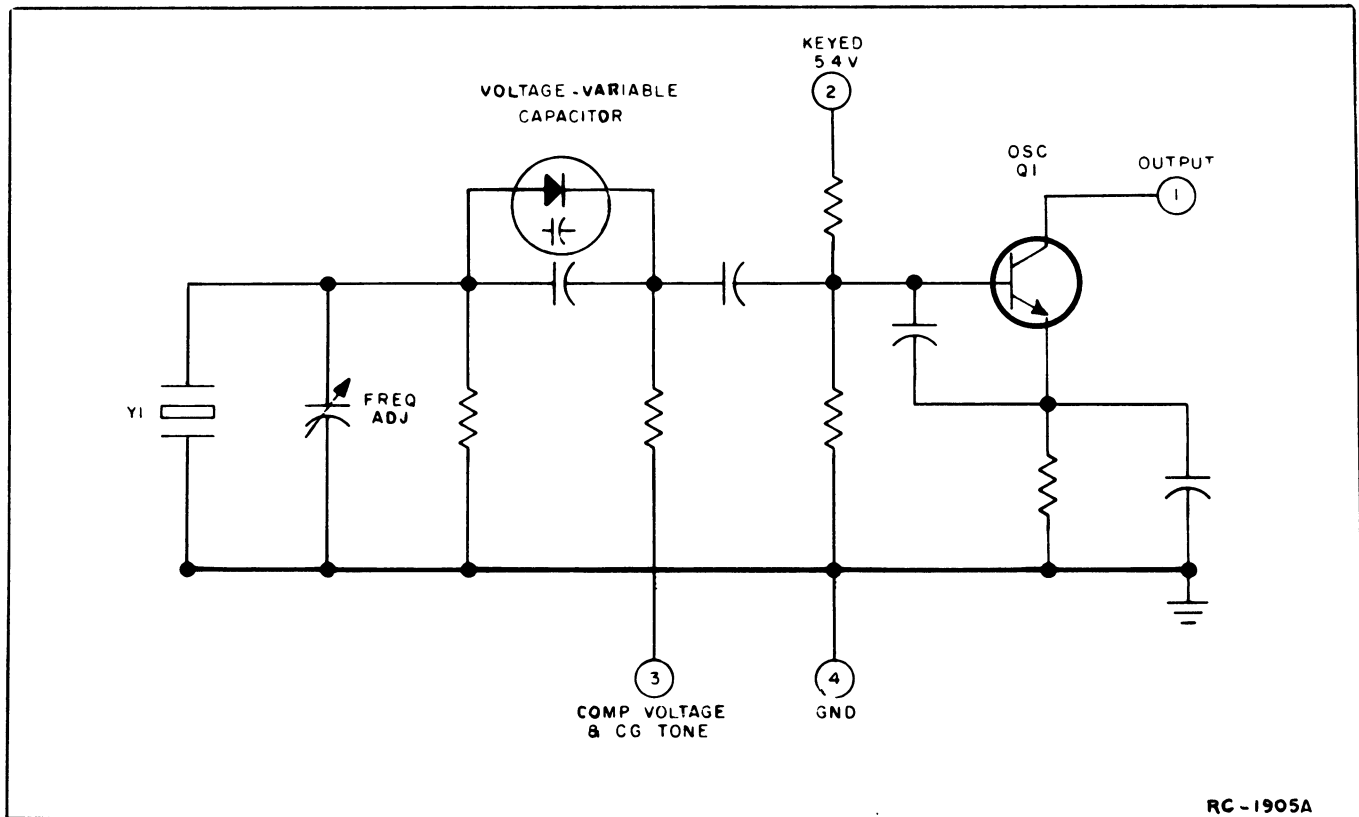 KEYED
5 4 V
2
VOLTAGE-VARIABLE
CAPACITOR
OSC
Q1
OUTPUT
1
Y1
FREQ
ADJ
3
COMP VOLTAGE
& CG TONE
4
GND
RC-1905A